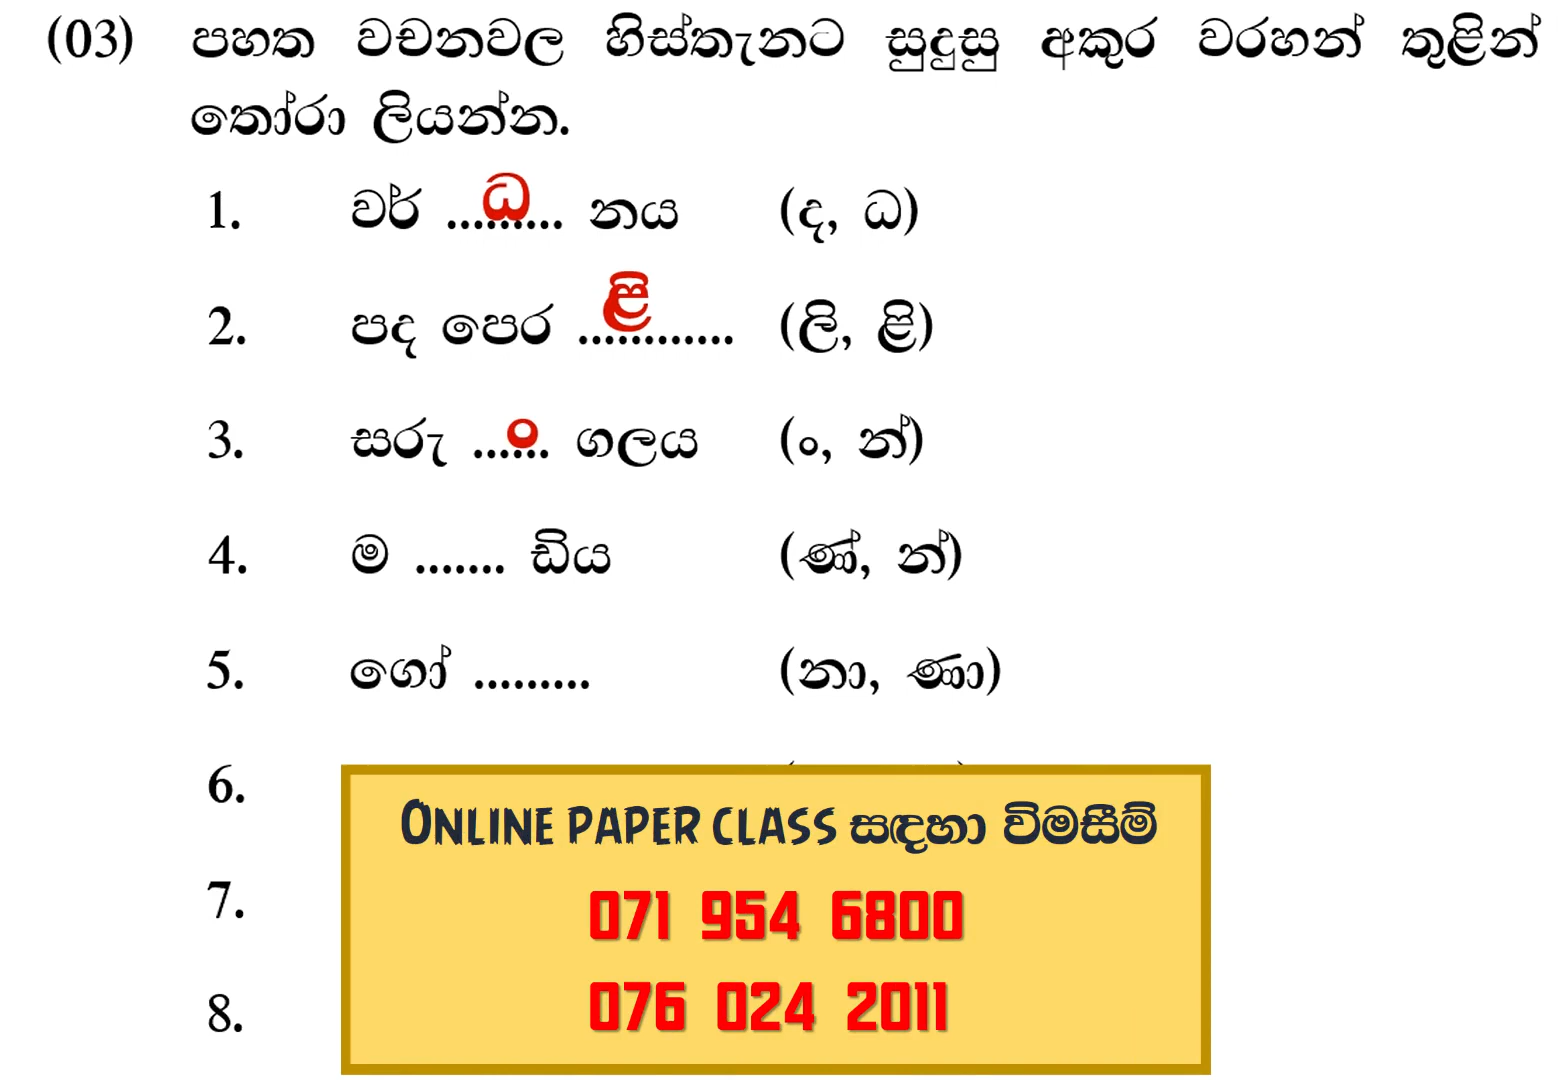 (03) පහත වචනවල හිස්තැනට සුදුසු අකුර වරහන් තුළින්
තෝරා ලියන්න.
1. වර් ...ධ... නය (ද, ධ)
2. පද පෙර ...ළි......... (ලි, ළි)
3. සරු ...ං... ගලය (ං, න්)
4. ම ....... ඩිය (ණ්, න්)
5. ගෝ ......... (නා, ණා)
6.
7.
8.
ONLINE PAPER CLASS සඳහා විමසීම්
071 954 6800
076 024 2011